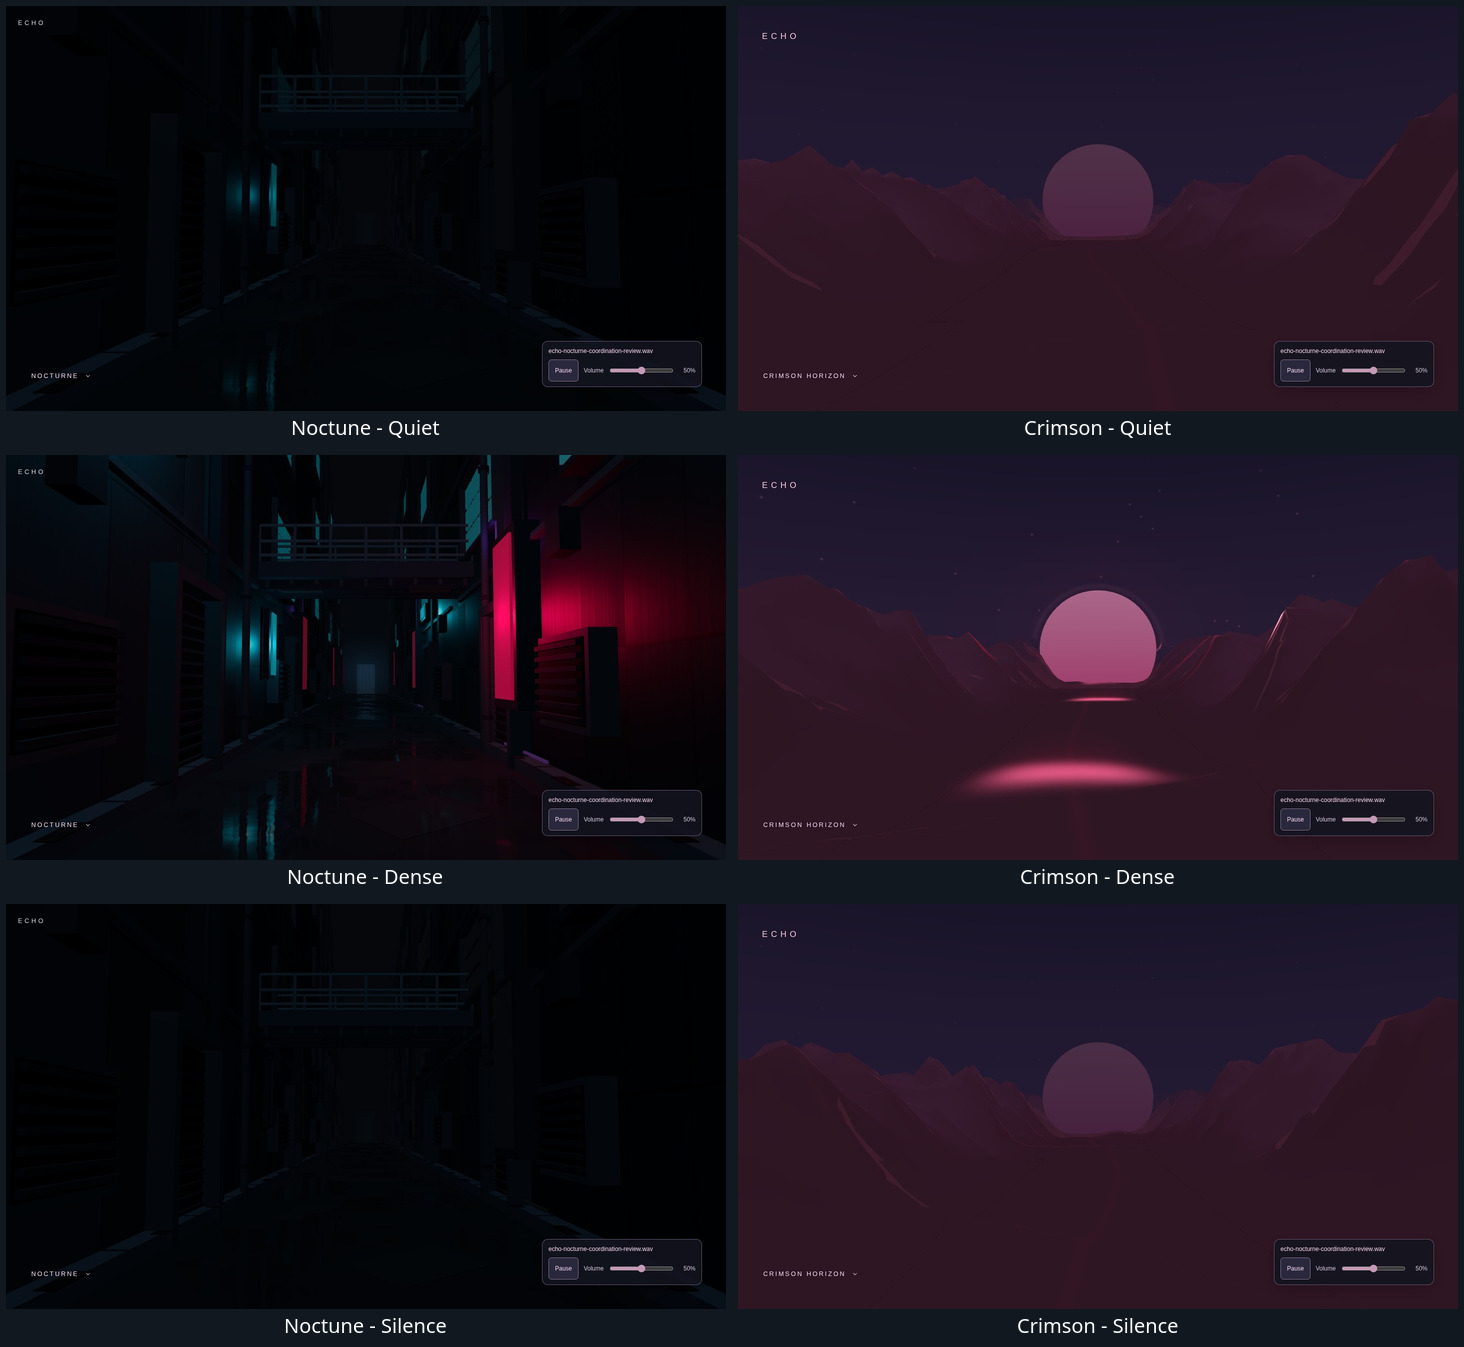 ECHO
echo-nocturne-coordination-review.wav
Pause Volume 50%
NOCTURNE
Noctune - Quiet
ECHO
echo-nocturne-coordination-review.wav
Pause Volume 50%
CRIMSON HORIZON
Crimson - Quiet
ECHO
echo-nocturne-coordination-review.wav
Pause Volume 50%
NOCTURNE
Noctune - Dense
ECHO
echo-nocturne-coordination-review.wav
Pause Volume 50%
CRIMSON HORIZON
Crimson - Dense
ECHO
echo-nocturne-coordination-review.wav
Pause Volume 50%
NOCTURNE
Noctune - Silence
ECHO
echo-nocturne-coordination-review.wav
Pause Volume 50%
CRIMSON HORIZON
Crimson - Silence